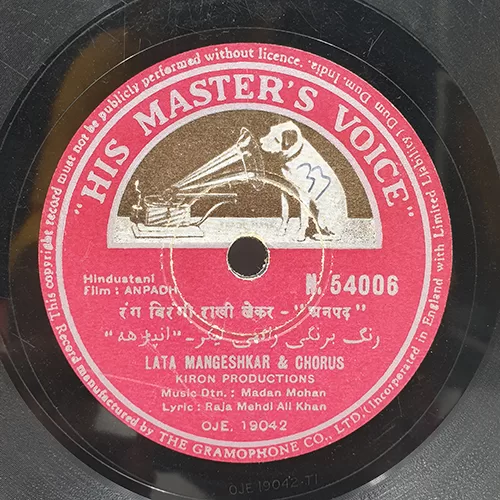 "HIS MASTER'S VOICE"
This copyright record must not be publicly performed without licence. Record manufactured by THE GRAMOPHONE CO., LTD., (Incorporated in England with Limited Liability) Dum Dum, India.
33
Hindustani
Film : ANPADH
N. 54006
रंग बिरंगी राखी लेकर - "अनपढ़"
رنگ برنگی راکھی لیکر - "انپڑھ"
LATA MANGESHKAR & CHORUS
KIRON PRODUCTIONS
Music Dtn. : Madan Mohan
Lyric : Raja Mehdi Ali Khan
OJE. 19042
OJE 19042-T1